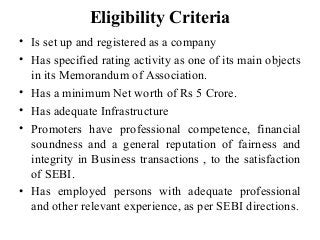 Eligibility Criteria
• Is set up and registered as a company
• Has specified rating activity as one of its main objects
in its Memorandum of Association.
• Has a minimum Net worth of Rs 5 Crore.
• Has adequate Infrastructure
• Promoters have professional competence, financial
soundness and a general reputation of fairness and
integrity in Business transactions , to the satisfaction
of SEBI.
• Has employed persons with adequate professional
and other relevant experience, as per SEBI directions.